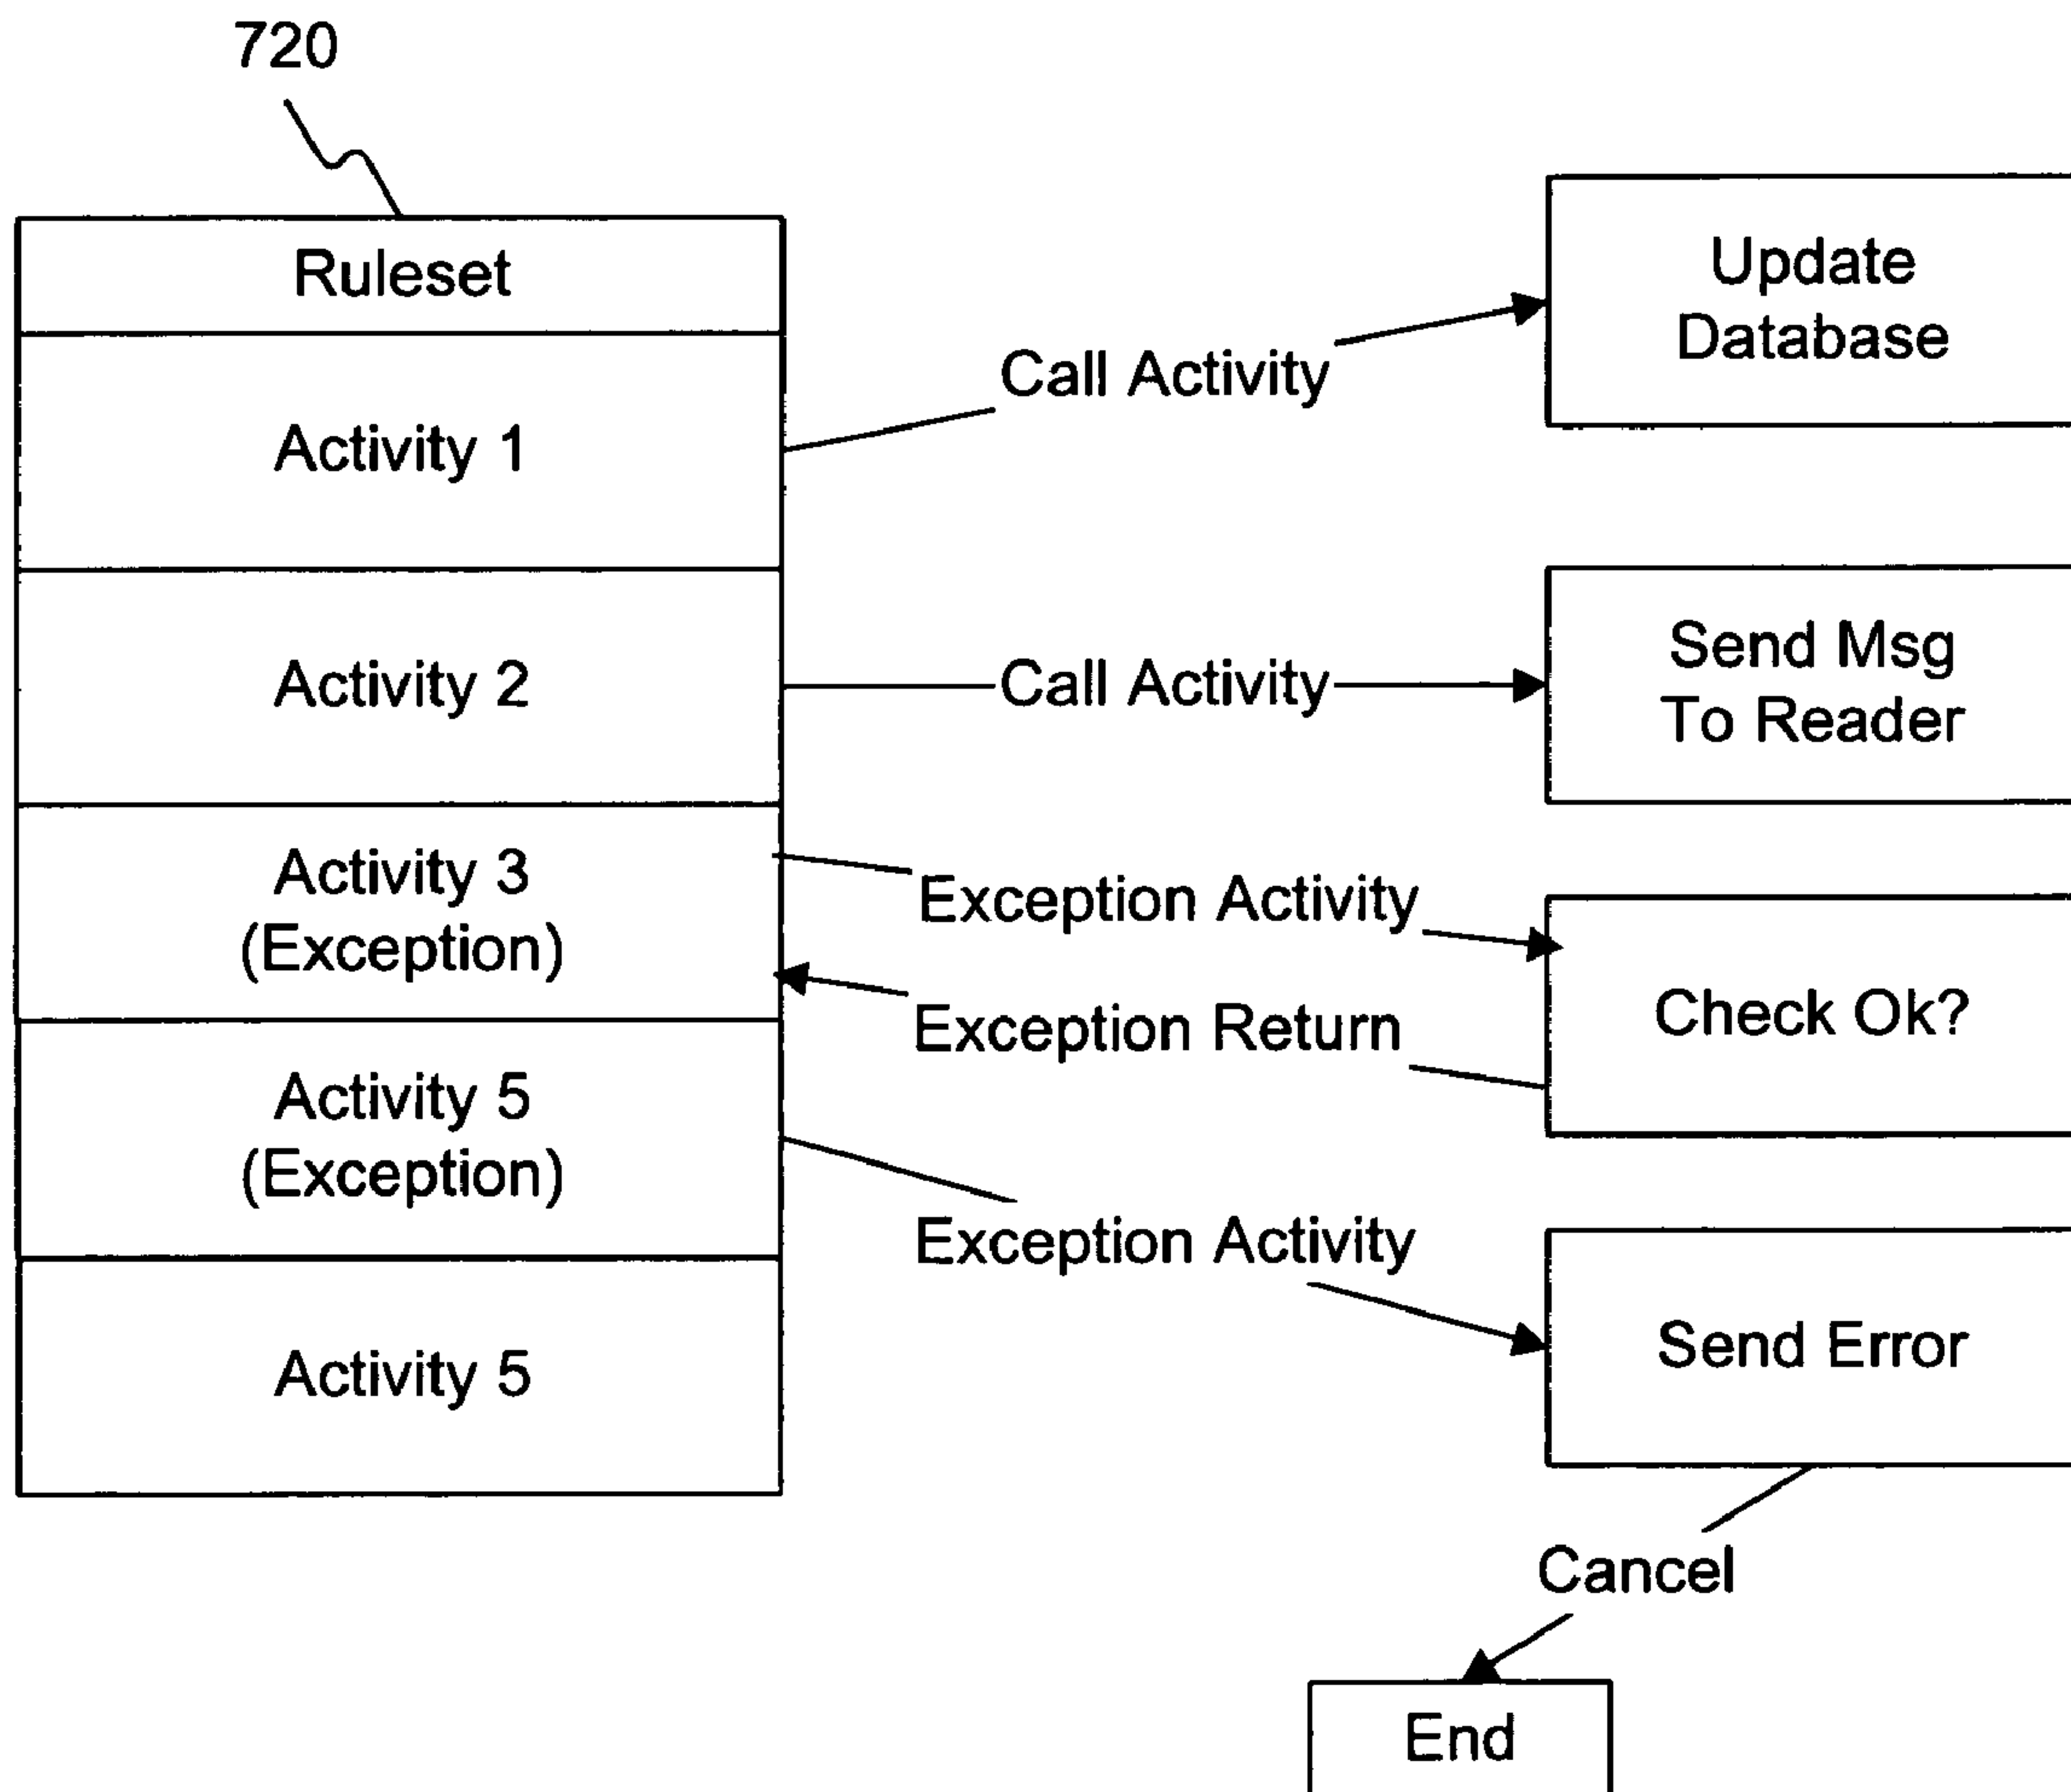 720
Ruleset
Activity 1
Activity 2
Activity 3
(Exception)
Activity 5
(Exception)
Activity 5
Call Activity
Call Activity
Exception Activity
Exception Return
Exception Activity
Update
Database
Send Msg
To Reader
Check Ok?
Send Error
Cancel
End